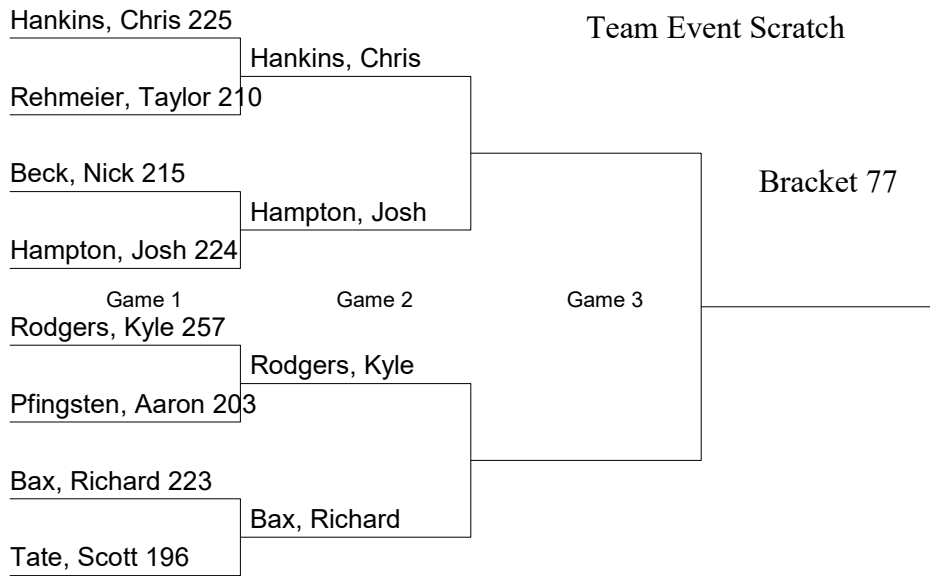 Hankins, Chris 225
Team Event Scratch
Hankins, Chris
Rehmeier, Taylor 210
Beck, Nick 215
Bracket 77
Hampton, Josh
Hampton, Josh 224
Game 1
Game 2
Game 3
Rodgers, Kyle 257
Rodgers, Kyle
Pfingsten, Aaron 203
Bax, Richard 223
Bax, Richard
Tate, Scott 196